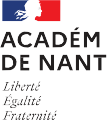 ACADÉM
DE NANT
Liberté
Égalité
Fraternité